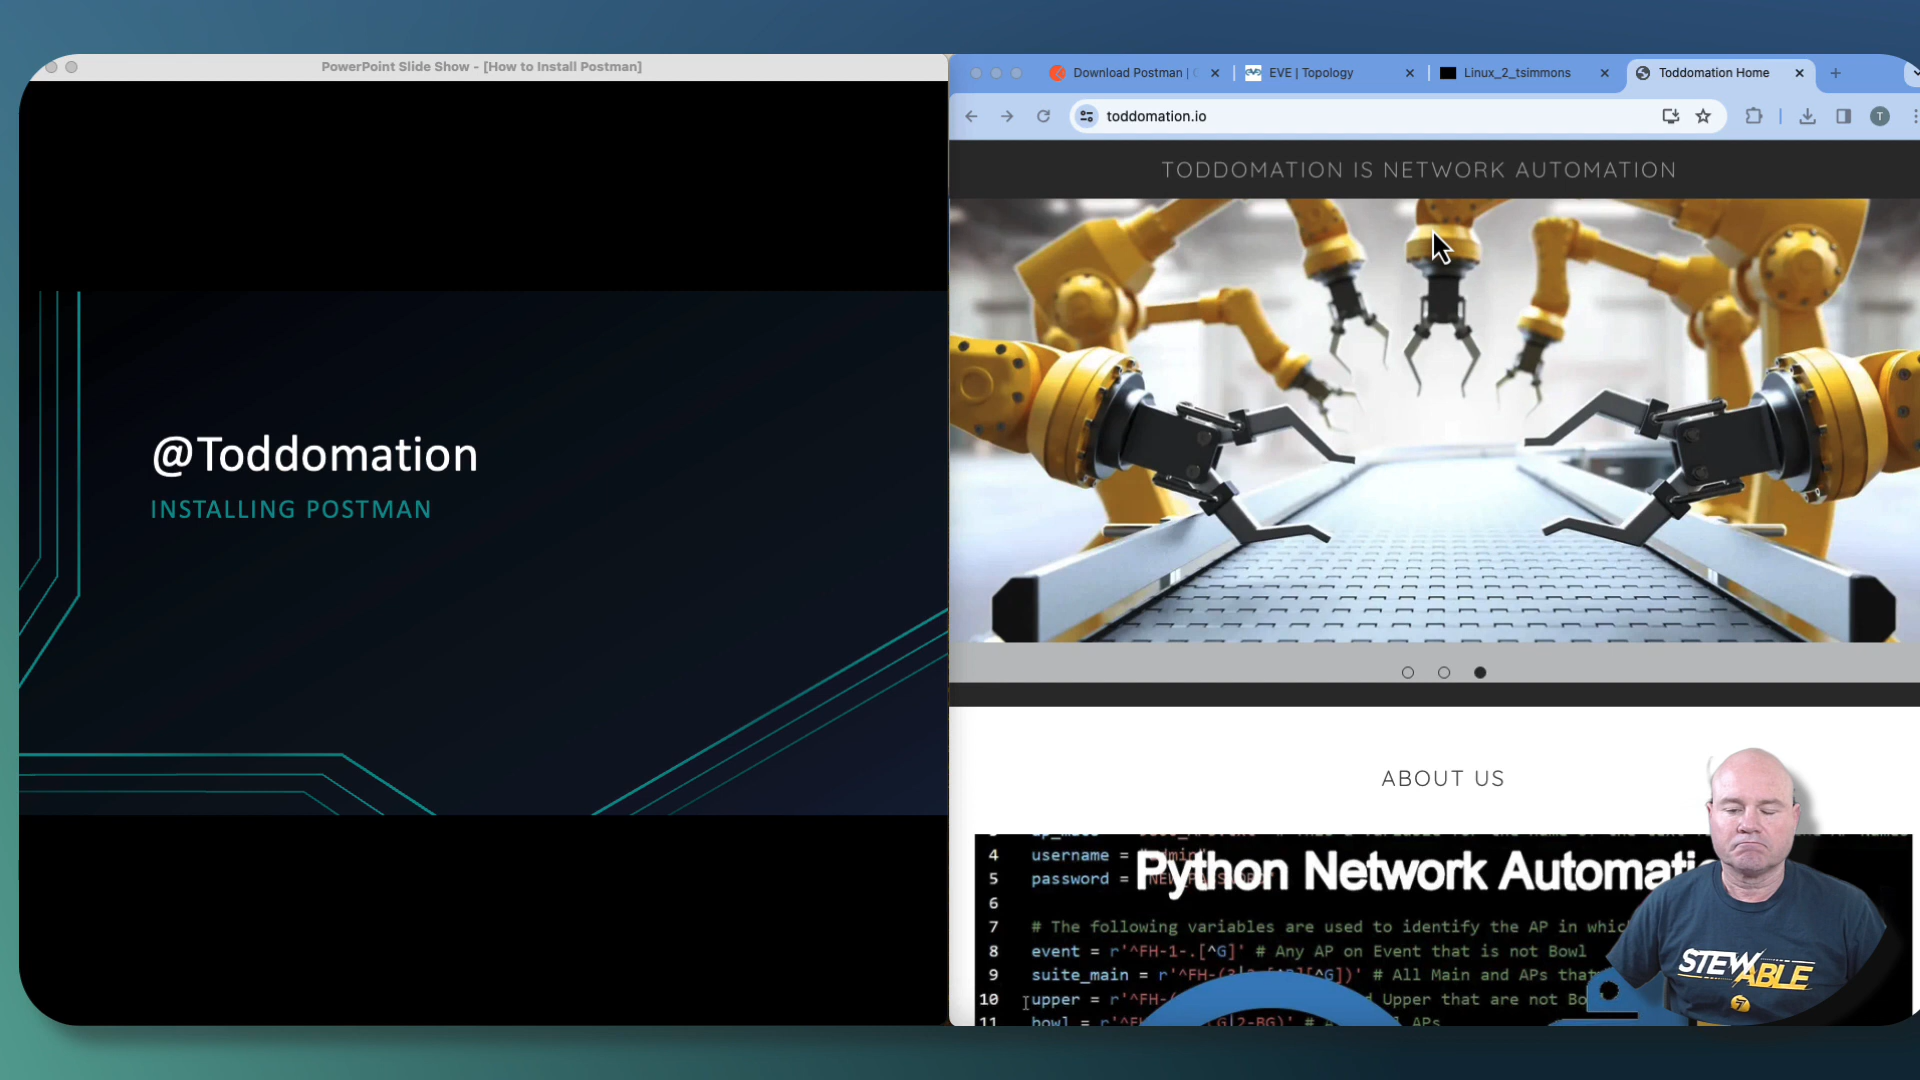 PowerPoint Slide Show - [How to Install Postman]
@Toddomation
INSTALLING POSTMAN
Download Postman |
EVE | Topology
Linux_2_tsimmons
Toddomation Home
toddomation.io
T
TODDOMATION IS NETWORK AUTOMATION
ABOUT US
Python Network Automati
4 username =
5 password =
6
7 # The following variables are used to identify the AP in whic
8 event = r'^FH-1-.[^G]' # Any AP on Event that is not Bowl
9 suite_main = r'^FH- # All Main and APs that
10 upper = r'^FH- Upper that are not Bo
11 bowl = APs
STEWABLE